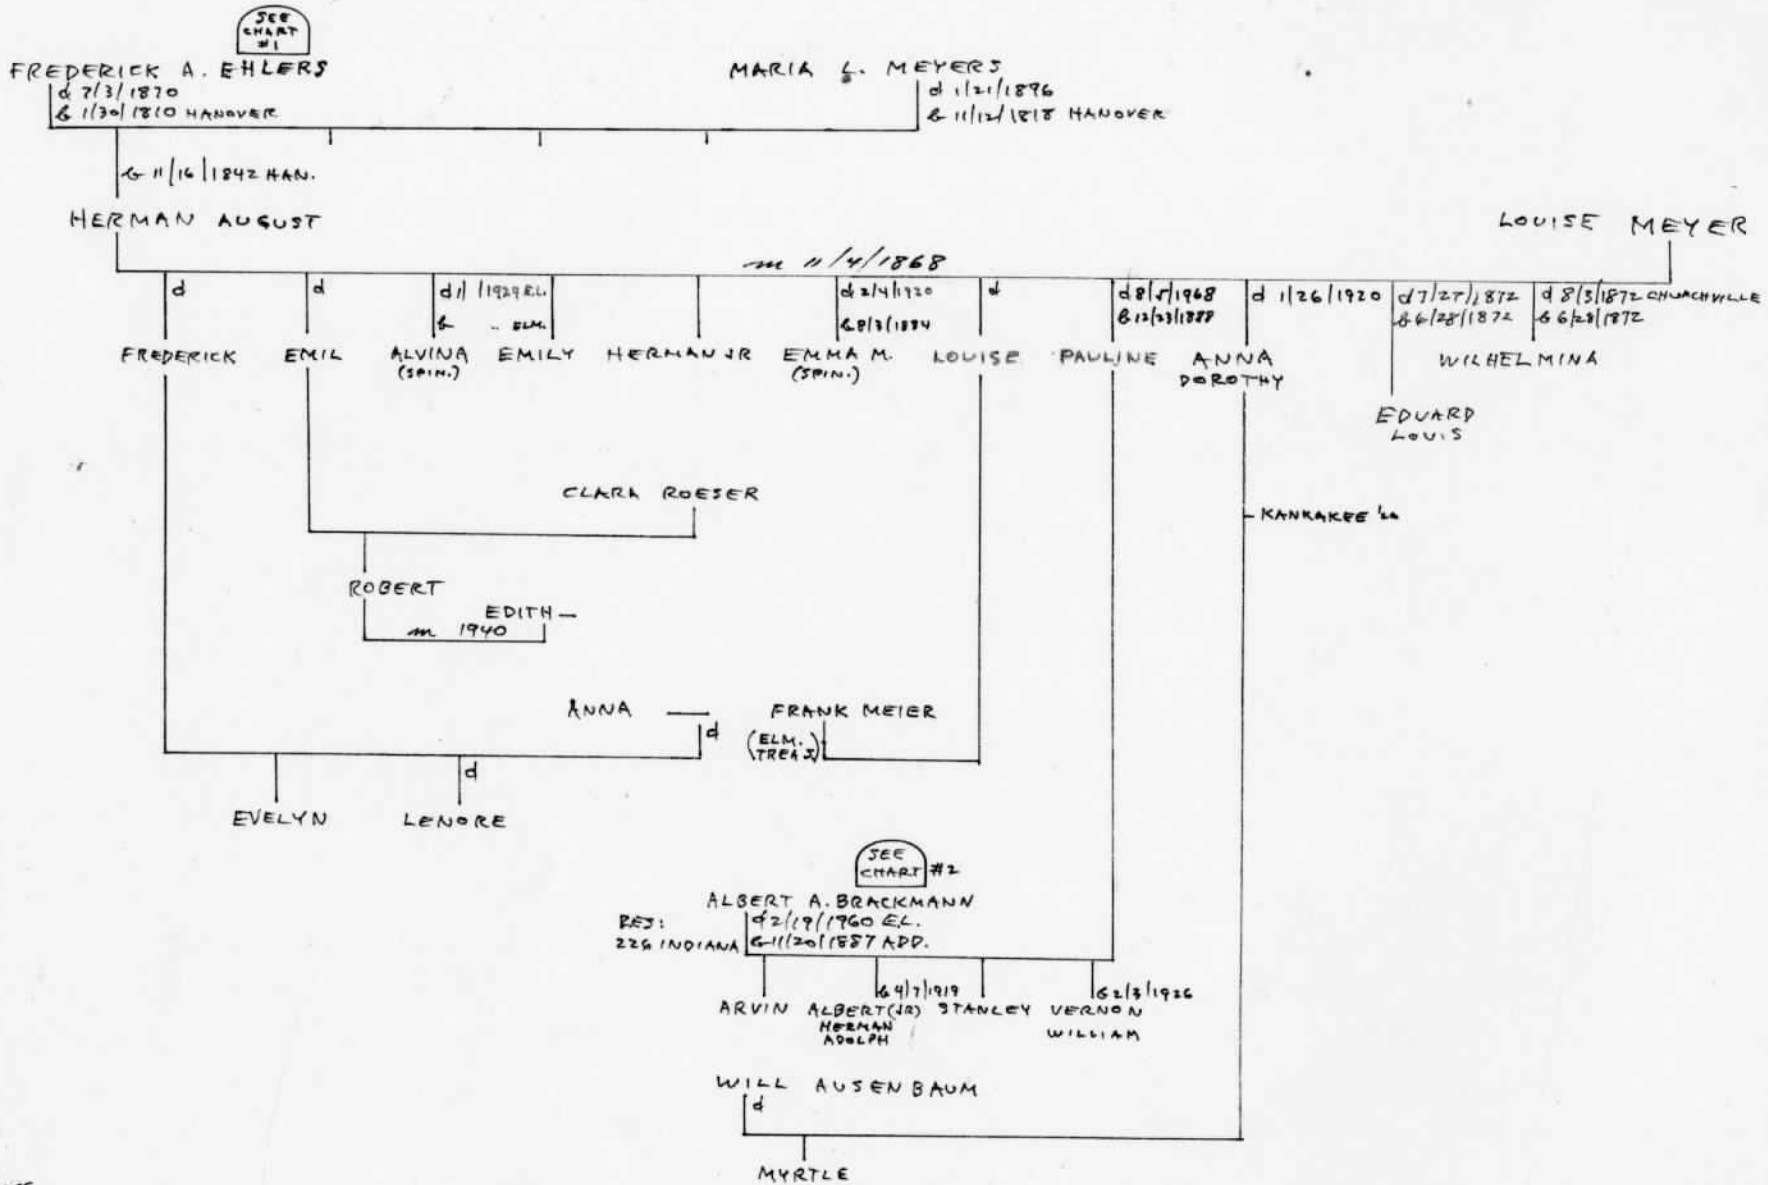 SEE
CHART
#1
FREDERICK A. EHLERS
MARIA L. MEYERS
d 7/3/1870
b 1/30/1810 HANOVER
d 1/21/1896
b 11/12/1818 HANOVER
b 11/16/1842 HAN.
HERMAN AUGUST
LOUISE MEYER
m 11/4/1868
d
d
d 1/ /1929 EL.
b " ELM.
d 2/4/1920
b 8/3/1884
d
d 8/5/1968
b 12/23/1888
d 1/26/1920
d 7/27/1872
b 6/28/1872
d 8/3/1872 CHURCHVILLE
b 6/28/1872
FREDERICK
EMIL
ALVINA
(SPIN.)
EMILY
HERMAN JR
EMMA M.
(SPIN.)
LOUISE
PAULINE
ANNA
DOROTHY
WILHELMINA
EDUARD
LOUIS
CLARA ROESER
KANKAKEE
ROBERT
EDITH —
m 1940
ANNA —
d
FRANK MEIER
(ELM.
TREAS)
d
EVELYN
LENORE
SEE
CHART #2
ALBERT A. BRACKMANN
RES:
226 INDIANA
d 2/19/1960 EL.
b 11/20/1887 ADD.
b 4/7/1919
b 2/3/1926
ARVIN
ALBERT (JR)
HERMAN
ADOLPH
STANLEY
VERNON
WILLIAM
WILL AUSENBAUM
d
MYRTLE